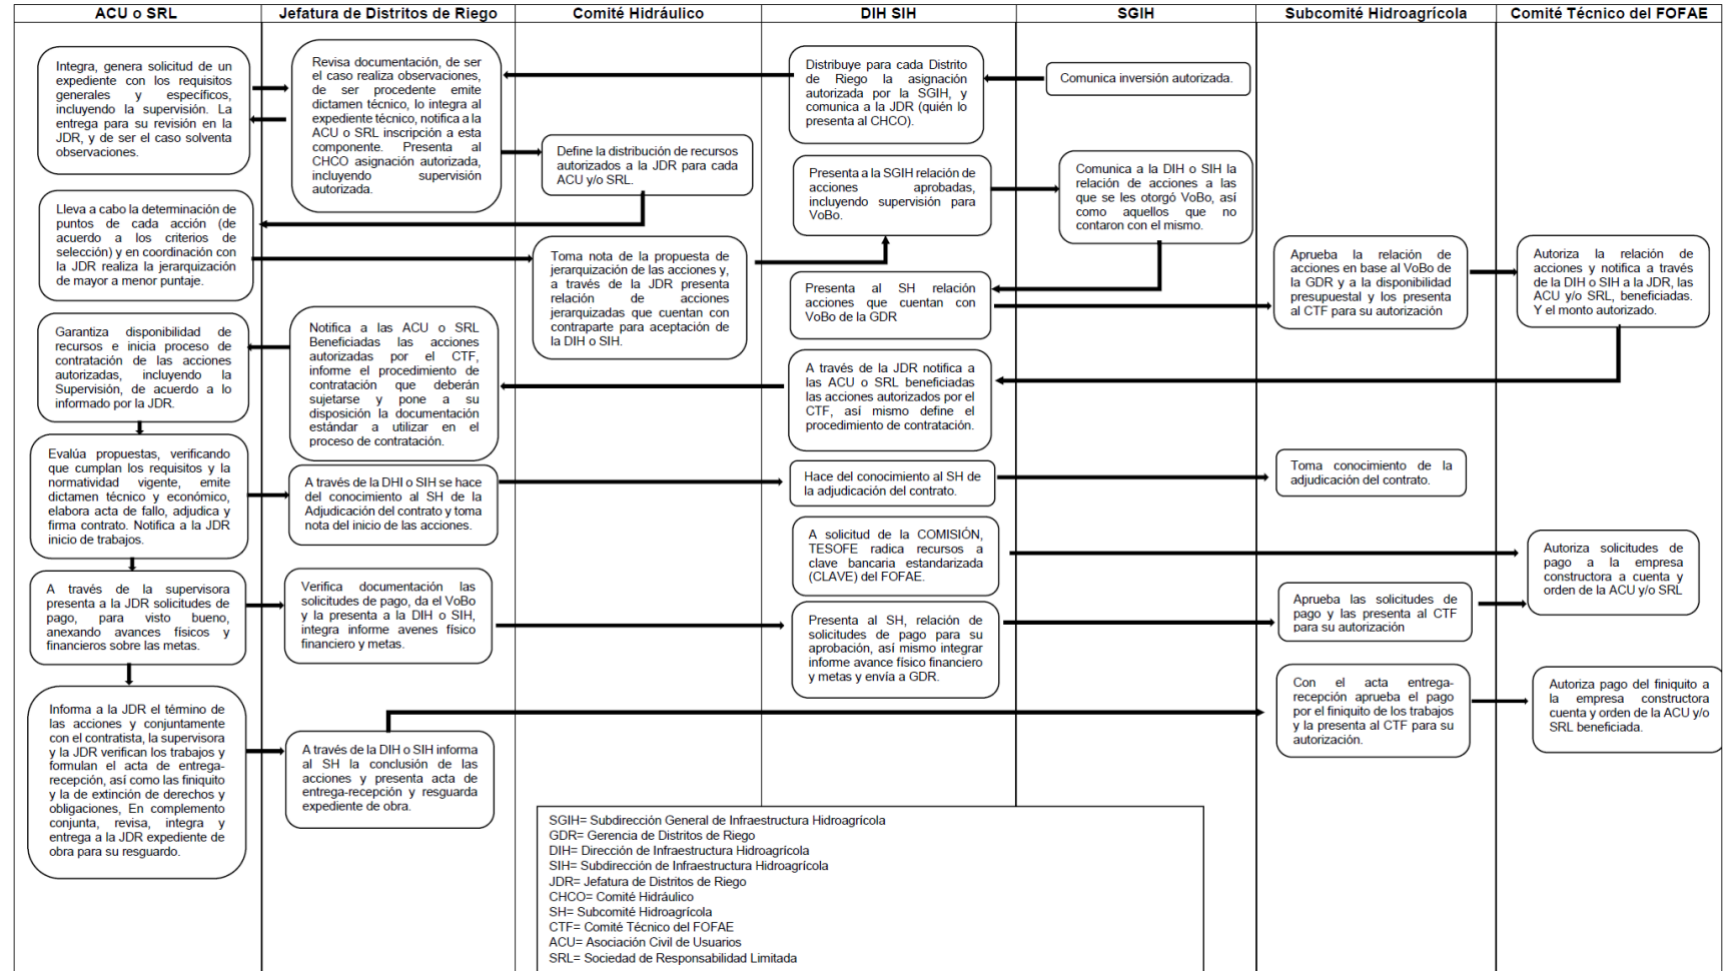 ACU o SRL
Jefatura de Distritos de Riego
Comité Hidráulico
DIH SIH
SGIH
Subcomité Hidroagrícola
Comité Técnico del FOFAE
Integra, genera solicitud de un
expediente con los requisitos
generales y específicos,
incluyendo la supervisión. La
entrega para su revisión en la
JDR, y de ser el caso solventa
observaciones.
Revisa documentación, de ser
el caso realiza observaciones,
de ser procedente emite
dictamen técnico, lo integra al
expediente técnico, notifica a la
ACU o SRL inscripción a esta
componente. Presenta al
CHCO asignación autorizada,
incluyendo supervisión
autorizada.
Define la distribución de recursos
autorizados a la JDR para cada
ACU y/o SRL.
Distribuye para cada Distrito
de Riego la asignación
autorizada por la SGIH, y
comunica a la JDR (quién lo
presenta al CHCO).
Comunica inversión autorizada.
Lleva a cabo la determinación de
puntos de cada acción (de
acuerdo a los criterios de
selección) y en coordinación con
la JDR realiza la jerarquización
de mayor a menor puntaje.
Toma nota de la propuesta de
jerarquización de las acciones y,
a través de la JDR presenta
relación de acciones
jerarquizadas que cuentan con
contraparte para aceptación de
la DIH o SIH.
Presenta a la SGIH relación de
acciones aprobadas,
incluyendo supervisión para
VoBo.
Comunica a la DIH o SIH la
relación de acciones a las
que se les otorgó VoBo, así
como aquellos que no
contaron con el mismo.
Presenta al SH relación
acciones que cuentan con
VoBo de la GDR
Aprueba la relación de
acciones en base al VoBo de
la GDR y a la disponibilidad
presupuestal y los presenta
al CTF para su autorización
Autoriza la relación de
acciones y notifica a través
de la DIH o SIH a la JDR, las
ACU y/o SRL, beneficiadas.
Y el monto autorizado.
Garantiza disponibilidad de
recursos e inicia proceso de
contratación de las acciones
autorizadas, incluyendo la
Supervisión, de acuerdo a lo
informado por la JDR.
Notifica a las ACU o SRL
Beneficiadas las acciones
autorizadas por el CTF,
informe el procedimiento de
contratación que deberán
sujetarse y pone a su
disposición la documentación
estándar a utilizar en el
proceso de contratación.
A través de la JDR notifica a
las ACU o SRL beneficiadas
las acciones autorizados por el
CTF, así mismo define el
procedimiento de contratación.
Evalúa propuestas, verificando
que cumplan los requisitos y la
normatividad vigente, emite
dictamen técnico y económico,
elabora acta de fallo, adjudica y
firma contrato. Notifica a la JDR
inicio de trabajos.
A través de la DHI o SIH se hace
del conocimiento al SH de la
Adjudicación del contrato y toma
nota del inicio de las acciones.
Hace del conocimiento al SH de
la adjudicación del contrato.
Toma conocimiento de la
adjudicación del contrato.
A solicitud de la COMISIÓN,
TESOFE radica recursos a
clave bancaria estandarizada
(CLAVE) del FOFAE.
Autoriza solicitudes de
pago a la empresa
constructora a cuenta y
orden de la ACU y/o SRL
A través de la supervisora
presenta a la JDR solicitudes de
pago, para visto bueno,
anexando avances físicos y
financieros sobre las metas.
Verifica documentación las
solicitudes de pago, da el VoBo
y la presenta a la DIH o SIH,
integra informe avenes físico
financiero y metas.
Presenta al SH, relación de
solicitudes de pago para su
aprobación, así mismo integrar
informe avance físico financiero
y metas y envía a GDR.
Aprueba las solicitudes de
pago y las presenta al CTF
para su autorización
Informa a la JDR el término de
las acciones y conjuntamente
con el contratista, la supervisora
y la JDR verifican los trabajos y
formulan el acta de entrega-
recepción, así como las finiquito
y la de extinción de derechos y
obligaciones, En complemento
conjunta, revisa, integra y
entrega a la JDR expediente de
obra para su resguardo.
A través de la DIH o SIH informa
al SH la conclusión de las
acciones y presenta acta de
entrega-recepción y resguarda
expediente de obra.
Con el acta entrega-
recepción aprueba el pago
por el finiquito de los trabajos
y la presenta al CTF para su
autorización.
Autoriza pago del finiquito a
la empresa constructora
cuenta y orden de la ACU y/o
SRL beneficiada.
SGIH= Subdirección General de Infraestructura Hidroagrícola
GDR= Gerencia de Distritos de Riego
DIH= Dirección de Infraestructura Hidroagrícola
SIH= Subdirección de Infraestructura Hidroagrícola
JDR= Jefatura de Distritos de Riego
CHCO= Comité Hidráulico
SH= Subcomité Hidroagrícola
CTF= Comité Técnico del FOFAE
ACU= Asociación Civil de Usuarios
SRL= Sociedad de Responsabilidad Limitada